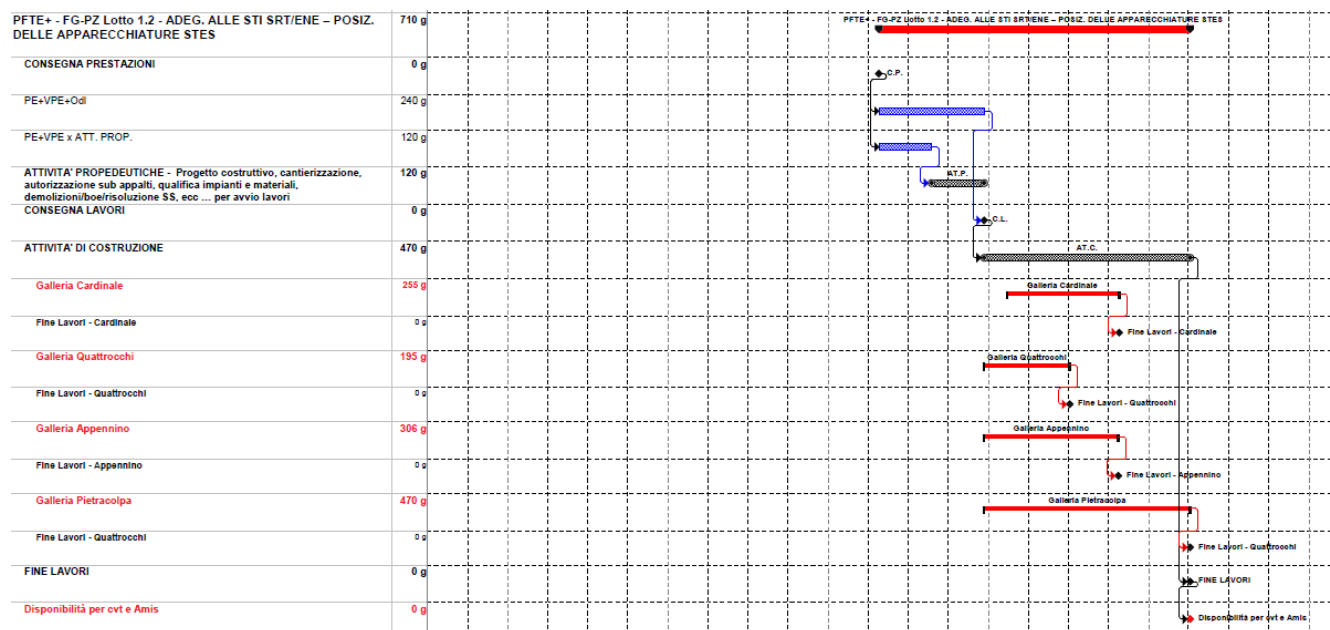 PFTE+ - FG-PZ Lotto 1.2 - ADEG. ALLE STI SRT/ENE – POSIZ. 710 g
DELLE APPARECCHIATURE STES
PFTE+ - FG-PZ Lotto 1.2 - ADEG. ALLE STI SRT/ENE – POSIZ. DELLE APPARECCHIATURE STES
CONSEGNA PRESTAZIONI 0 g
C.P.
PE+VPE+OdI 240 g
PE+VPE x ATT. PROP. 120 g
ATTIVITA' PROPEDEUTICHE - Progetto costruttivo, cantierizzazione, 120 g
autorizzazione sub appalti, qualifica impianti e materiali,
demolizioni/boe/risoluzione SS, ecc ... per avvio lavori
AT.P.
CONSEGNA LAVORI 0 g
C.L.
ATTIVITA' DI COSTRUZIONE 470 g
AT.C.
Galleria Cardinale 255 g
Galleria Cardinale
Fine Lavori - Cardinale 0 g
Fine Lavori - Cardinale
Galleria Quattrocchi 195 g
Galleria Quattrocchi
Fine Lavori - Quattrocchi 0 g
Fine Lavori - Quattrocchi
Galleria Appennino 306 g
Galleria Appennino
Fine Lavori - Appennino 0 g
Fine Lavori - Appennino
Galleria Pietracolpa 470 g
Galleria Pietracolpa
Fine Lavori - Quattrocchi 0 g
Fine Lavori - Quattrocchi
FINE LAVORI 0 g
FINE LAVORI
Disponibilità per cvt e Amis 0 g
Disponibilità per cvt e Amis